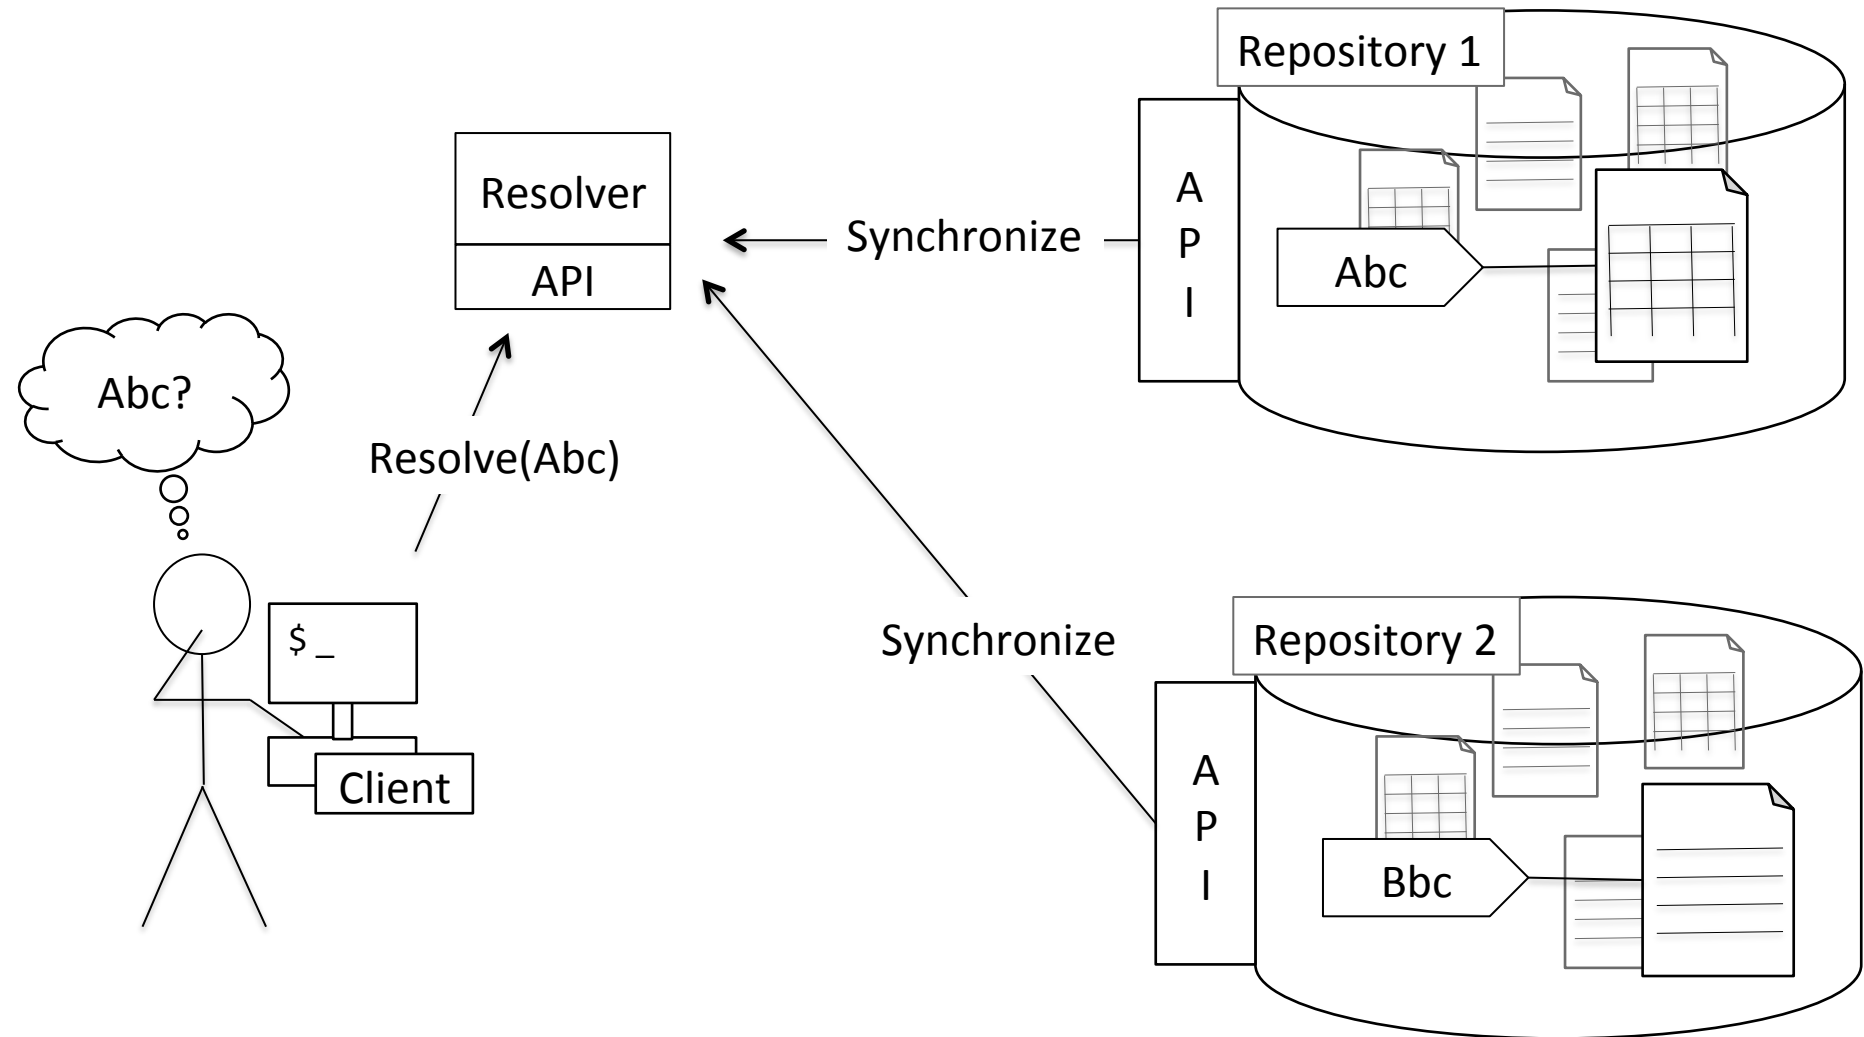 Repository 1
Resolver
API
A
P
I
Synchronize
Abc
Abc?
Resolve(Abc)
$ _
Client
Synchronize
Repository 2
A
P
I
Bbc